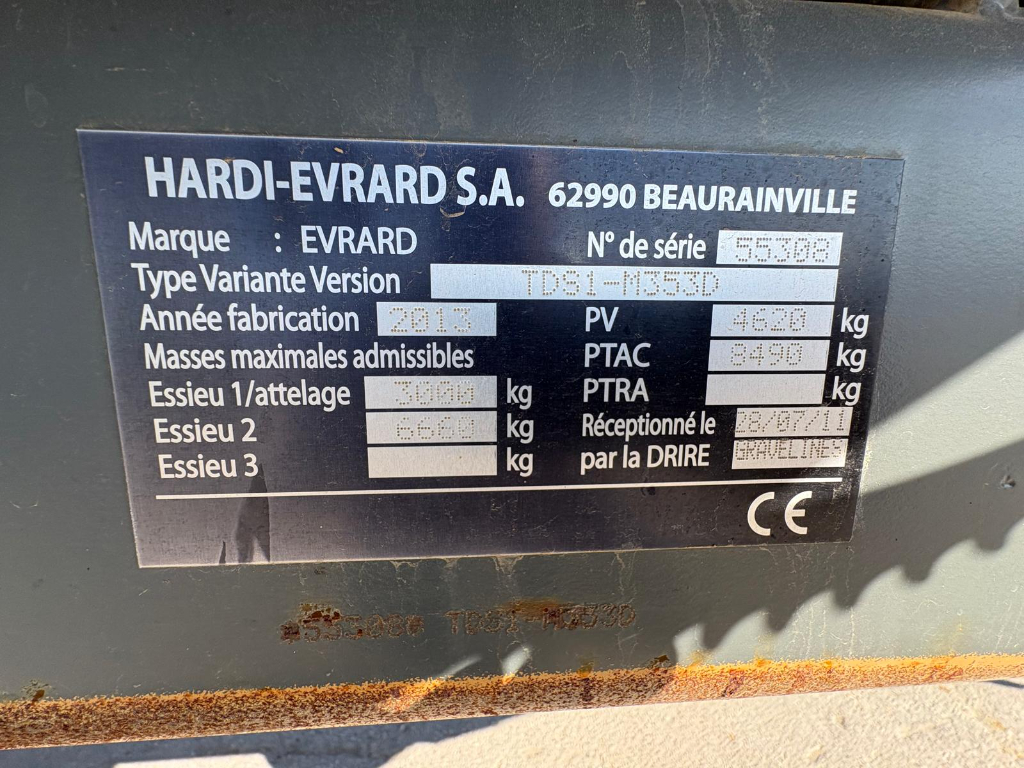 HARDI-EVRARD S.A. 62990 BEAURAINVILLE
Marque : EVRARD N° de série 55308
Type Variante Version TDS1-M353D
Année fabrication 2013 PV 4620 kg
Masses maximales admissibles PTAC 8490 kg
Essieu 1/attelage 3000 kg PTRA kg
Essieu 2 6660 kg Réceptionné le 28/07/11
Essieu 3 kg par la DRIRE GRAVELINES
CE
TDS1-M353D